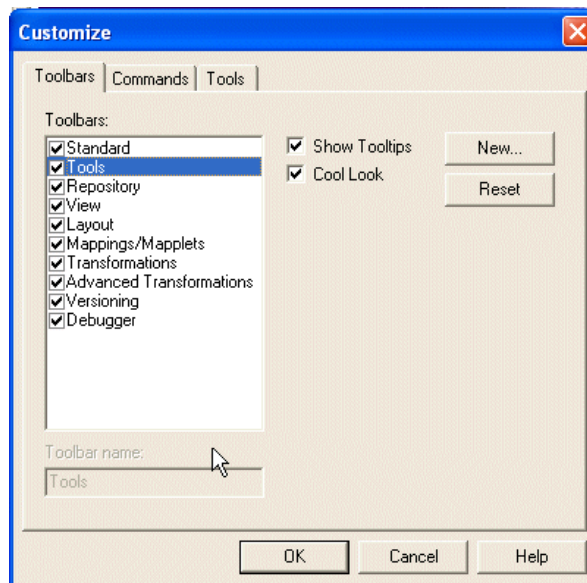 Customize
Toolbars Commands Tools
Toolbars:
Standard
Tools
Repository
View
Layout
Mappings/Mapplets
Transformations
Advanced Transformations
Versioning
Debugger
Show Tooltips
Cool Look
New...
Reset
Toolbar name:
Tools
OK Cancel Help